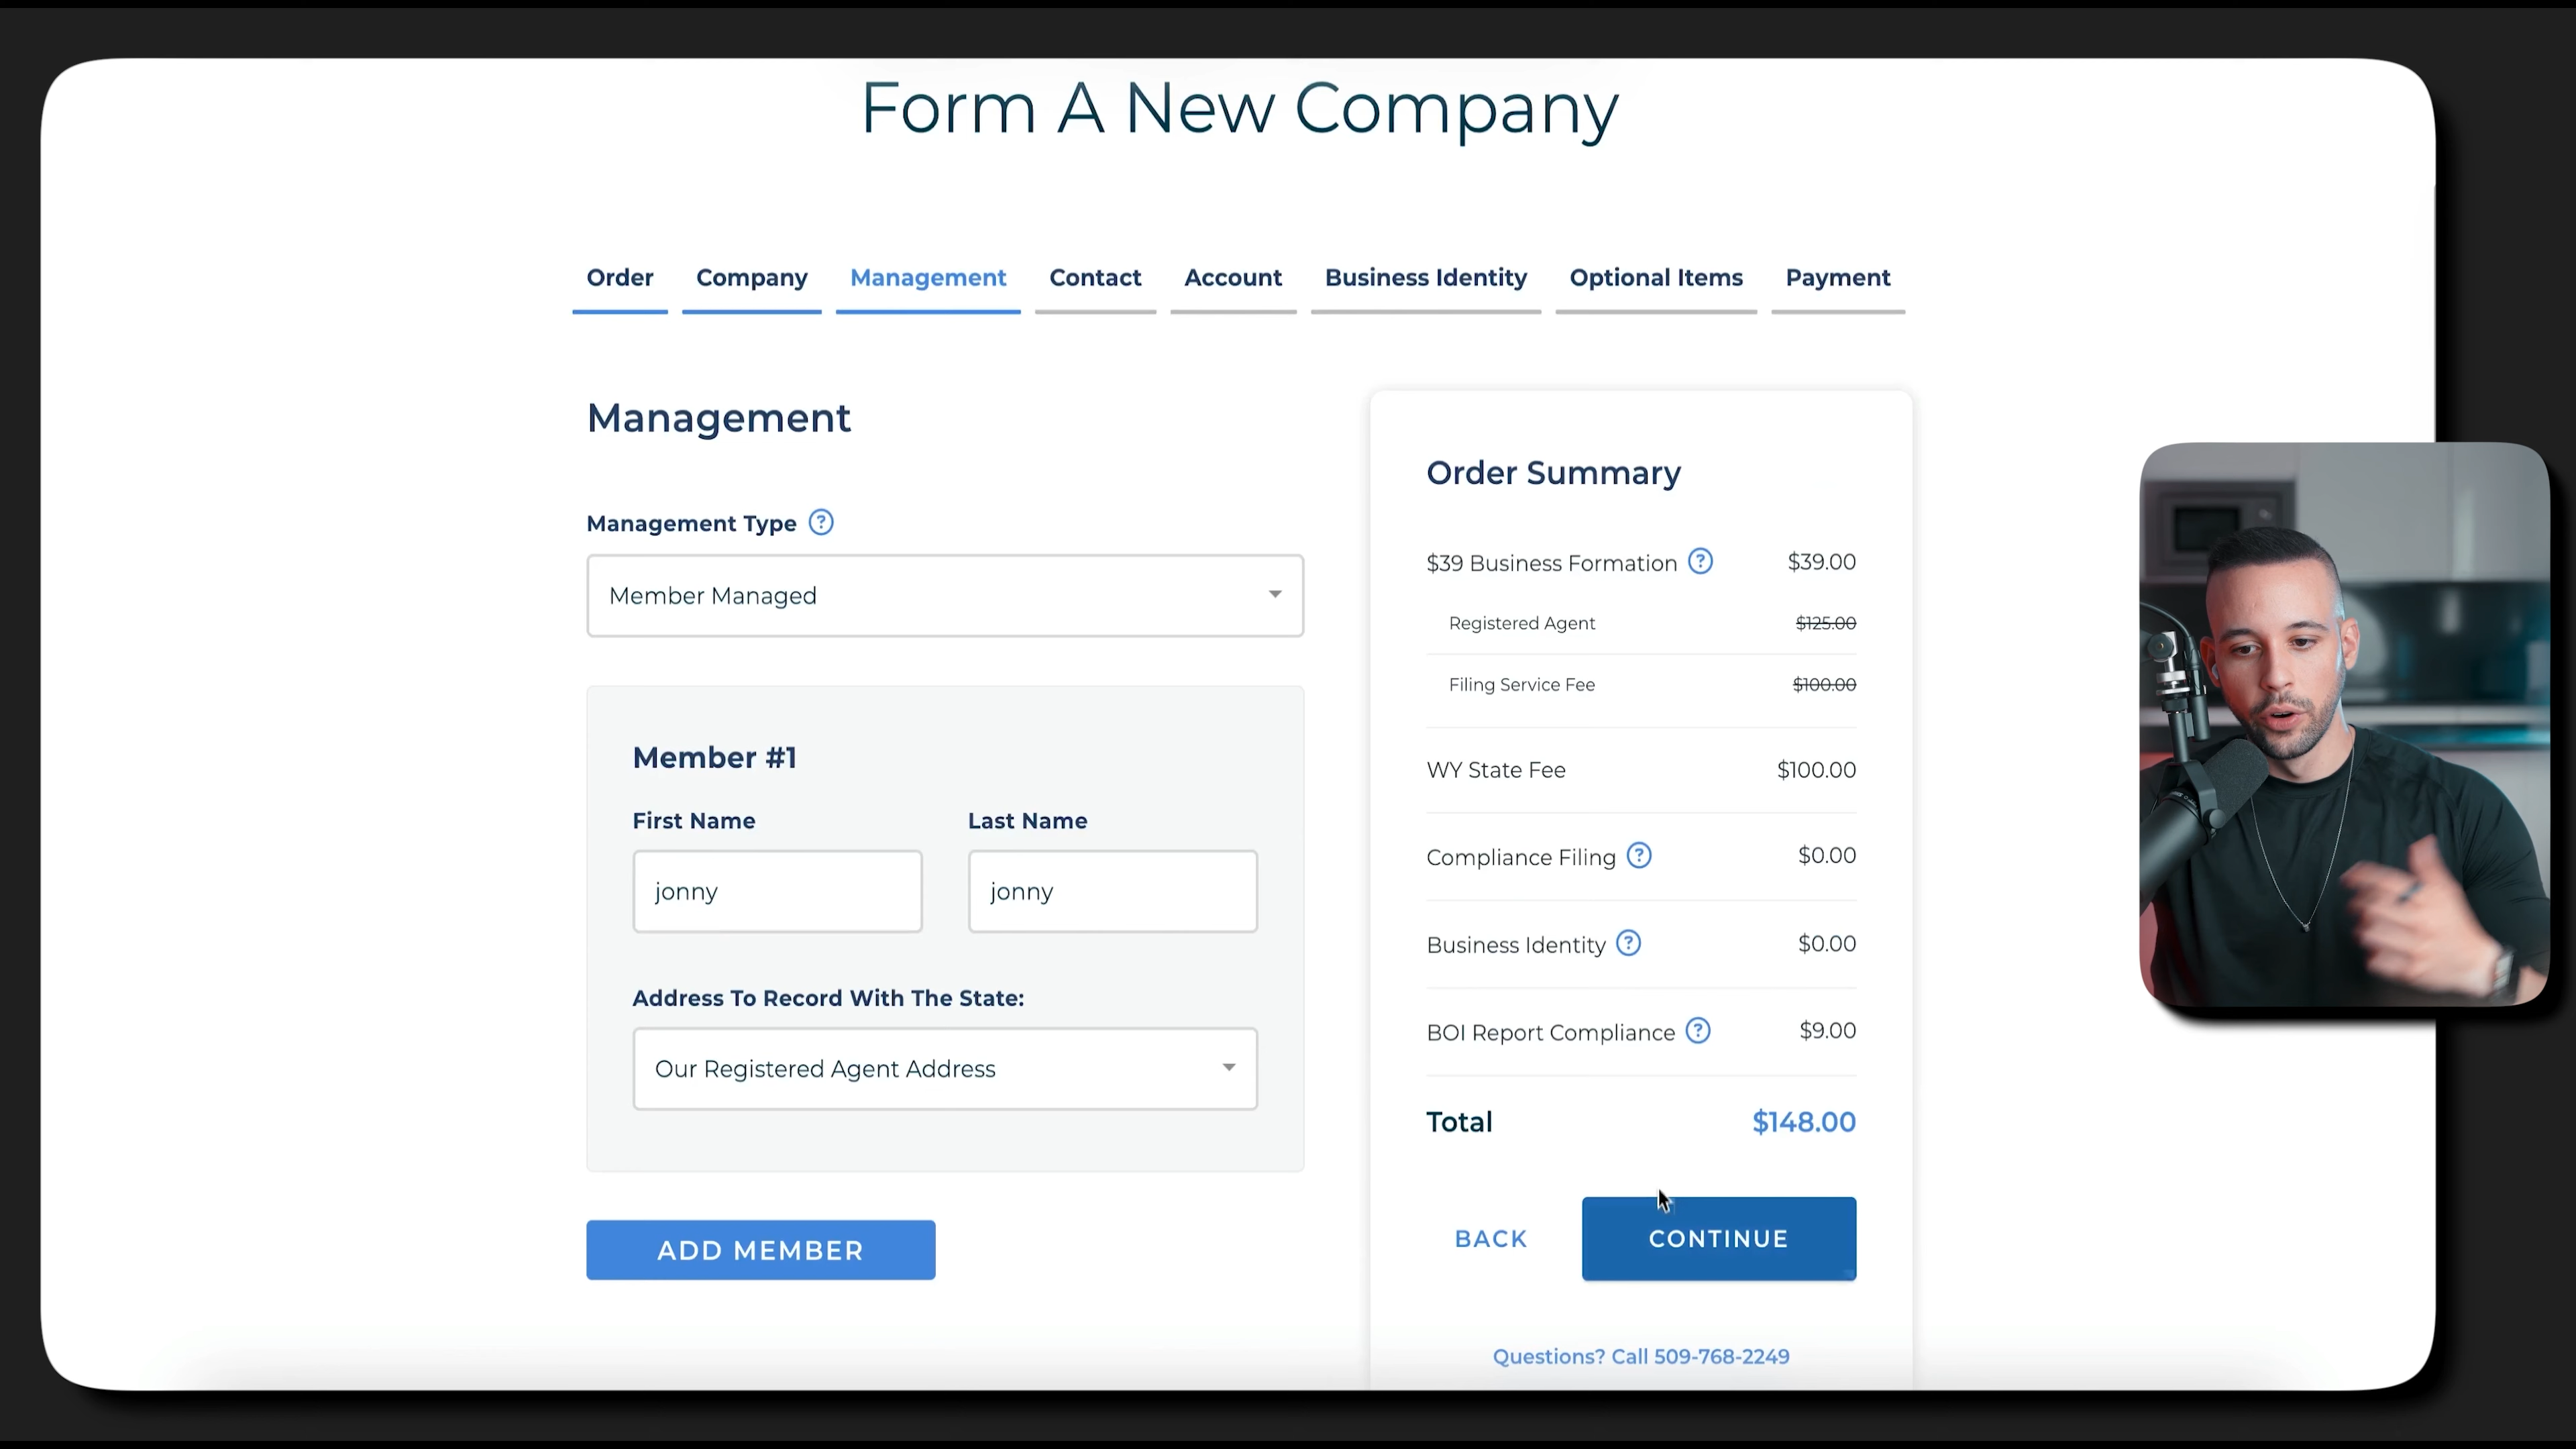 Form A New Company
Order Company Management Contact Account Business Identity Optional Items Payment
Management
Management Type ?
Member Managed
Member #1
First Name Last Name
jonny jonny
Address To Record With The State:
Our Registered Agent Address
ADD MEMBER
Order Summary
$39 Business Formation ? $39.00
Registered Agent $125.00
Filing Service Fee $100.00
WY State Fee $100.00
Compliance Filing ? $0.00
Business Identity ? $0.00
BOI Report Compliance ? $9.00
Total $148.00
BACK CONTINUE
Questions? Call 509-768-2249